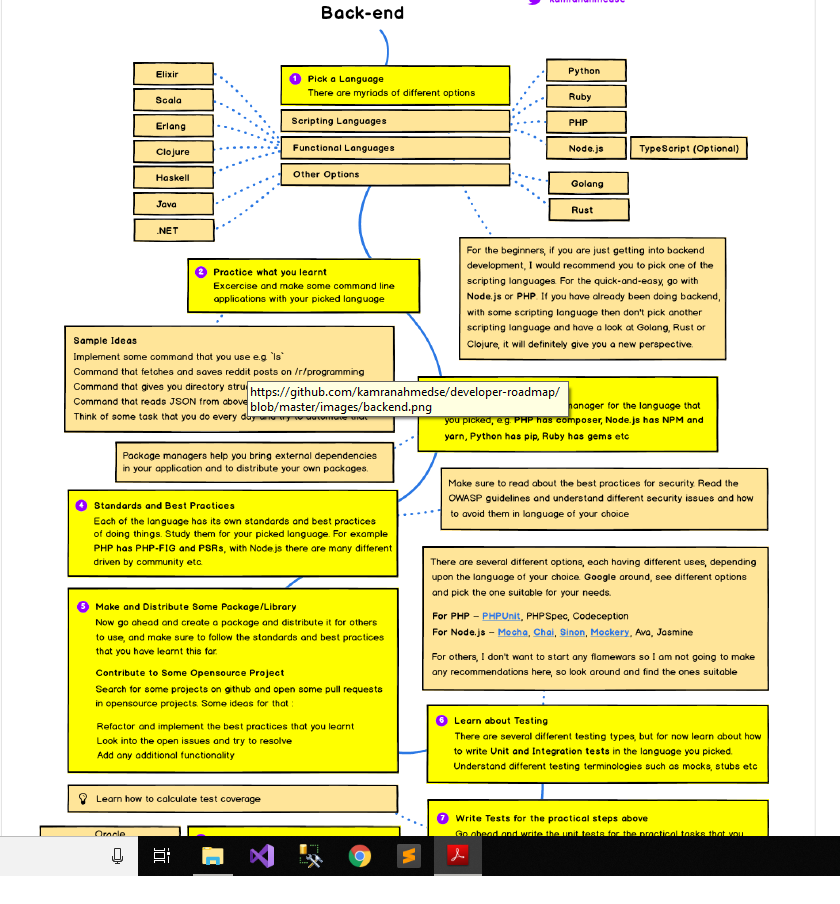 Back-end
kamranahmedse
1 Pick a Language
There are myriads of different options
Scripting Languages
Functional Languages
Other Options
Elixir
Scala
Erlang
Clojure
Haskell
Java
.NET
Python
Ruby
PHP
Node.js
TypeScript (Optional)
Golang
Rust
For the beginners, if you are just getting into backend
development, I would recommend you to pick one of the
scripting languages. For the quick-and-easy, go with
Node.js or PHP. If you have already been doing backend,
with some scripting language then don't pick another
scripting language and have a look at Golang, Rust or
Clojure, it will definitely give you a new perspective.
2 Practice what you learnt
Excercise and make some command line
applications with your picked language
Sample Ideas
Implement some command that you use e.g. `ls`
Command that fetches and saves reddit posts on /r/programming
Command that gives you directory
Command that reads JSON from above
Think of some task that you do every day and try to automate that
https://github.com/kamranahmedse/developer-roadmap/
blob/master/images/backend.png
manager for the language that
you picked, e.g. PHP has composer, Node.js has NPM and
yarn, Python has pip, Ruby has gems etc
Package managers help you bring external dependencies
in your application and to distribute your own packages.
4 Standards and Best Practices
Each of the language has its own standards and best practices
of doing things. Study them for your picked language. For example
PHP has PHP-FIG and PSRs, with Node.js there are many different
driven by community etc.
Make sure to read about the best practices for security. Read the
OWASP guidelines and understand different security issues and how
to avoid them in language of your choice
5 Make and Distribute Some Package/Library
Now go ahead and create a package and distribute it for others
to use, and make sure to follow the standards and best practices
that you have learnt this far.
Contribute to Some Opensource Project
Search for some projects on github and open some pull requests
in opensource projects. Some ideas for that :
Refactor and implement the best practices that you learnt
Look into the open issues and try to resolve
Add any additional functionality
There are several different options, each having different uses, depending
upon the language of your choice. Google around, see different options
and pick the one suitable for your needs.
For PHP – PHPUnit, PHPSpec, Codeception
For Node.js – Mocha, Chai, Sinon, Mockery, Ava, Jasmine
For others, I don't want to start any flamewars so I am not going to make
any recommendations here, so look around and find the ones suitable
6 Learn about Testing
There are several different testing types, but for now learn about how
to write Unit and Integration tests in the language you picked.
Understand different testing terminologies such as mocks, stubs etc
Learn how to calculate test coverage
7 Write Tests for the practical steps above
Go ahead and write the unit tests for the practical tasks that you
Oracle